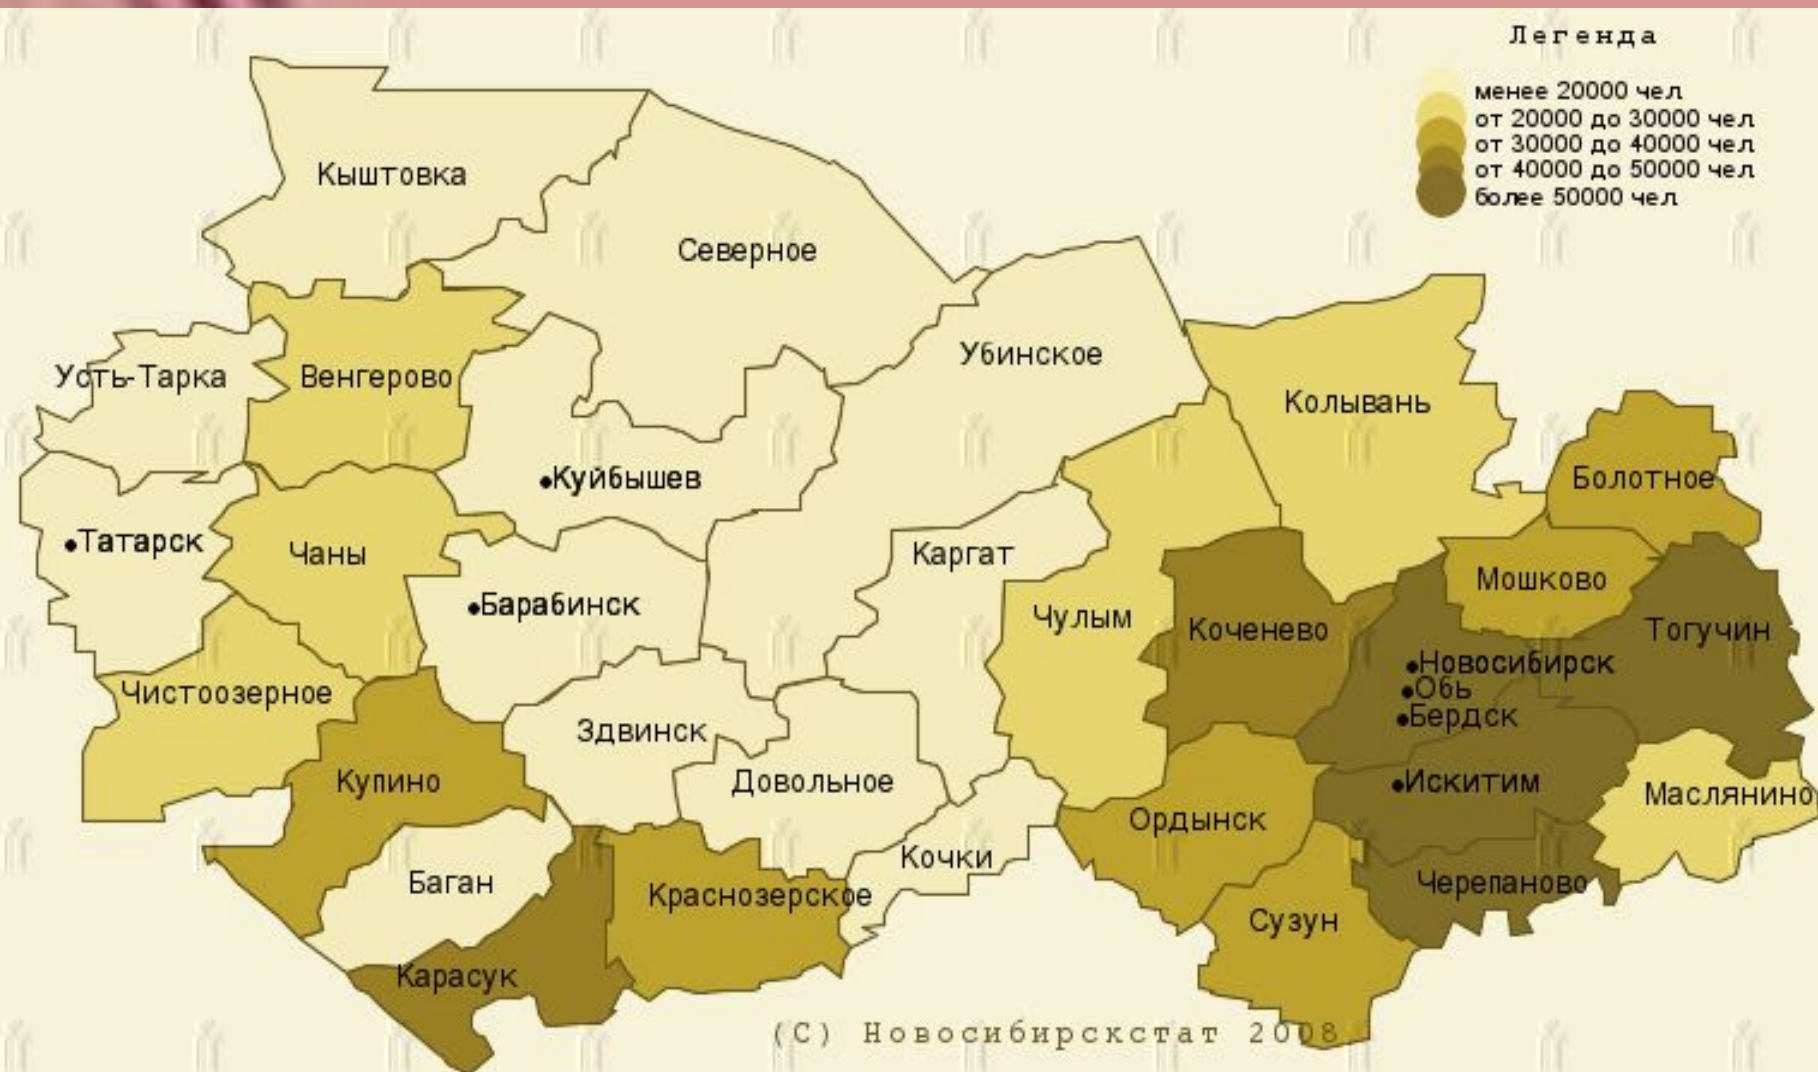 Легенда
менее 20000 чел
от 20000 до 30000 чел
от 30000 до 40000 чел
от 40000 до 50000 чел
более 50000 чел
Кыштовка
Северное
Убинское
Усть-Тарка
Венгерово
Колывань
Куйбышев
Болотное
Татарск
Чаны
Каргат
Мошково
Барабинск
Чулым
Коченево
Тогучин
Новосибирск
Обь
Бердск
Чистоозерное
Здвинск
Купино
Довольное
Искитим
Маслянино
Ордынск
Кочки
Баган
Краснозерское
Черепаново
Сузун
Карасук
(С) Новосибирскстат 2008